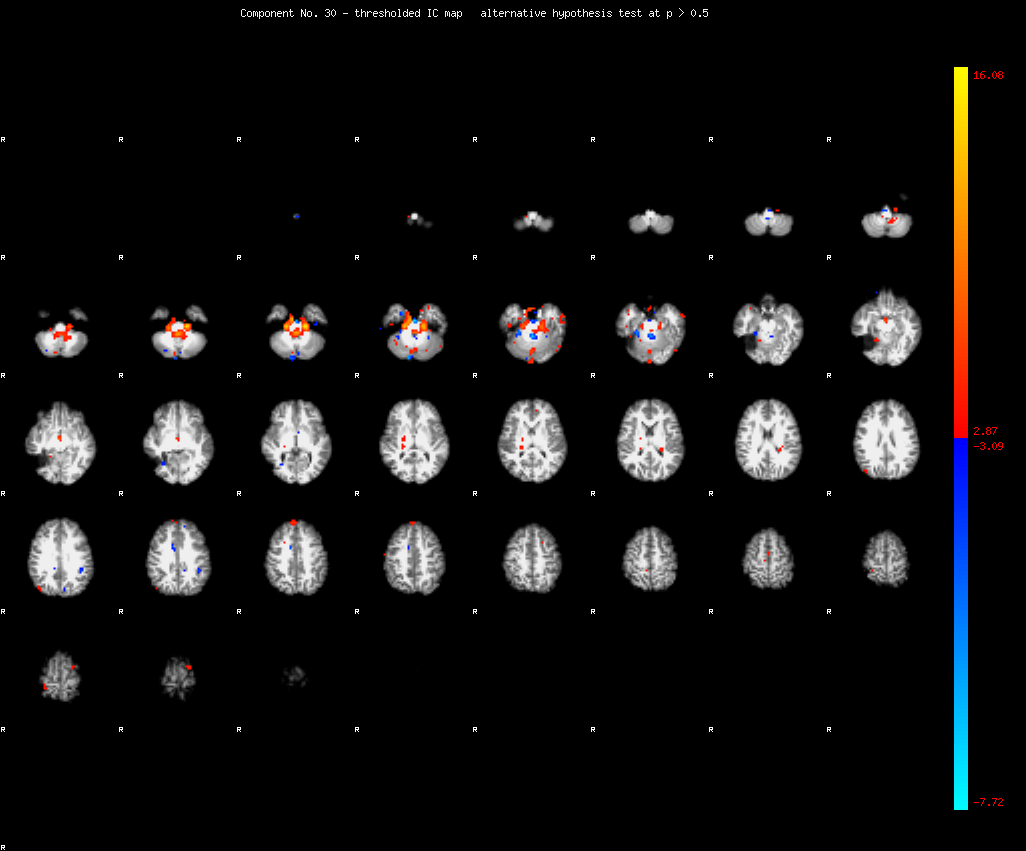 Component No. 30 - thresholded IC map   alternative hypothesis test at p > 0.5
16.08
R R R R R R R R
R R R R R R R R
R R R R R R R R
2.87
-3.09
R R R R R R R R
R R R R R R R R
R R R R R R R R
-7.72
R